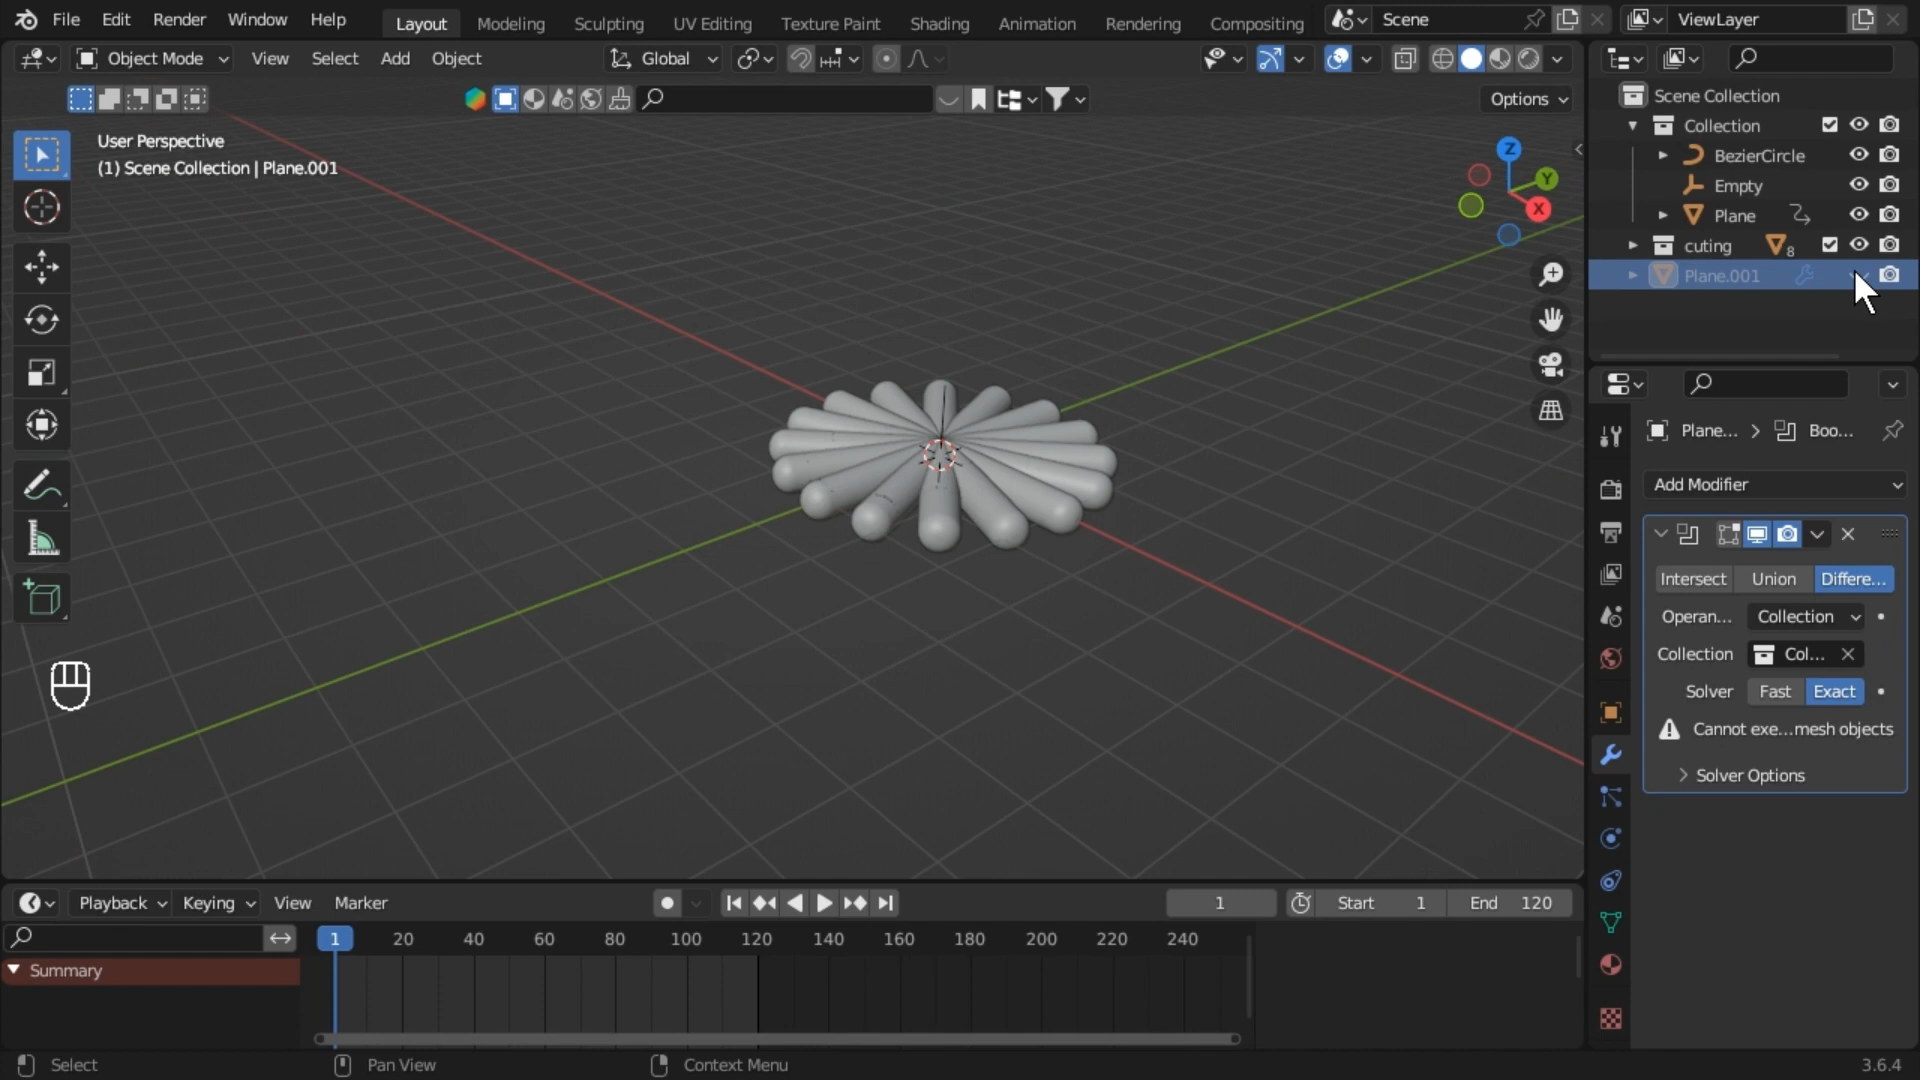 File Edit Render Window Help Layout Modeling Sculpting UV Editing Texture Paint Shading Animation Rendering Compositing Scene ViewLayer
Object Mode View Select Add Object Global
Options
User Perspective
(1) Scene Collection | Plane.001
Z
Y
X
Scene Collection
Collection
BezierCircle
Empty
Plane
cuting 8
Plane.001
Plane... > Boo...
Add Modifier
Intersect Union Differe...
Operan... Collection
Collection Col...
Solver Fast Exact
Cannot exe...mesh objects
Solver Options
Playback Keying View Marker 1 Start 1 End 120
1 20 40 60 80 100 120 140 160 180 200 220 240
Summary
Select Pan View Context Menu 3.6.4